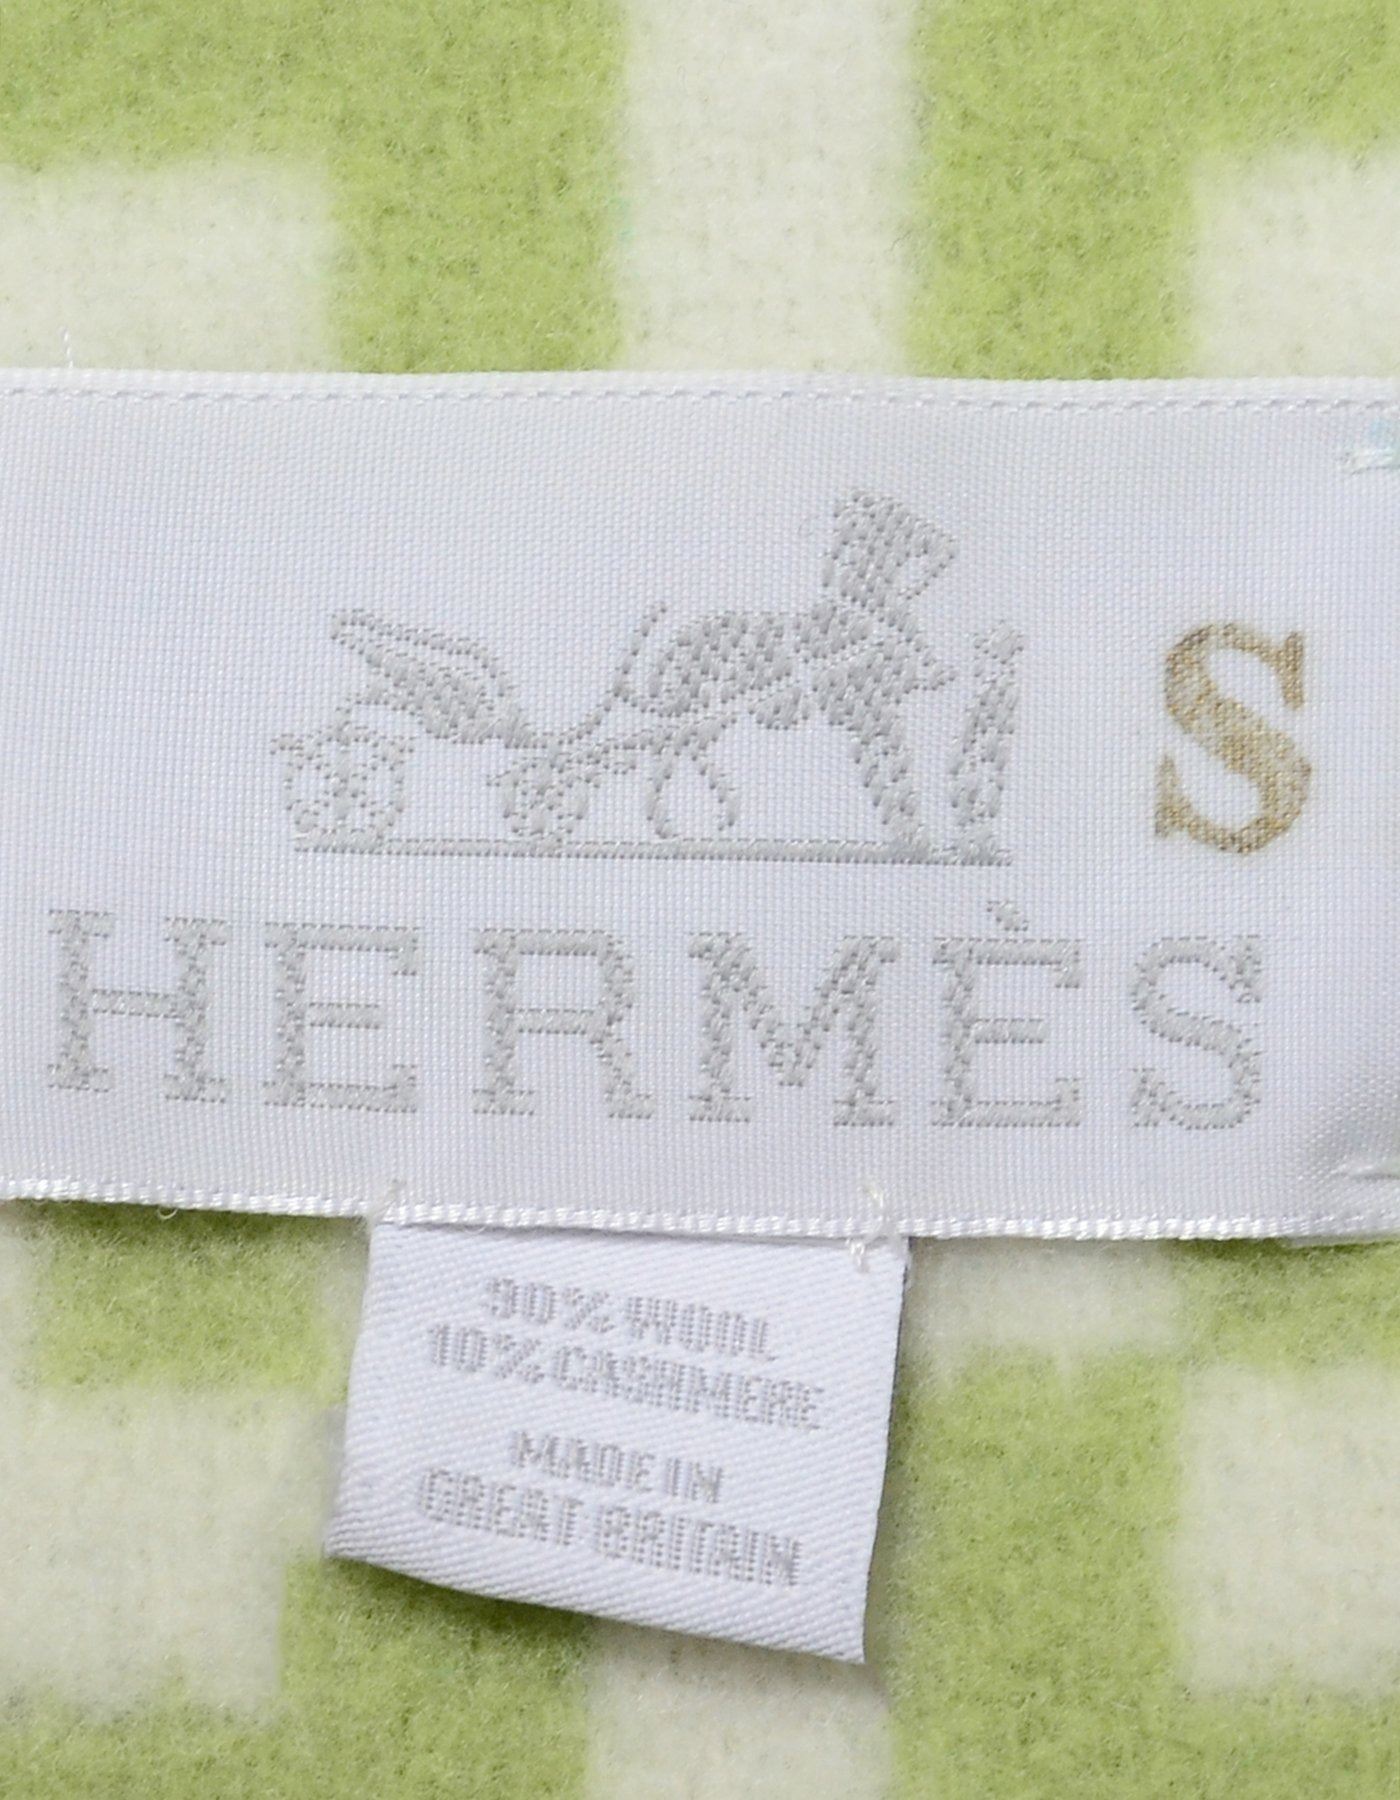 S
HERMÈS
90% WOOL
10% CASHMERE
MADE IN
GREAT BRITAIN